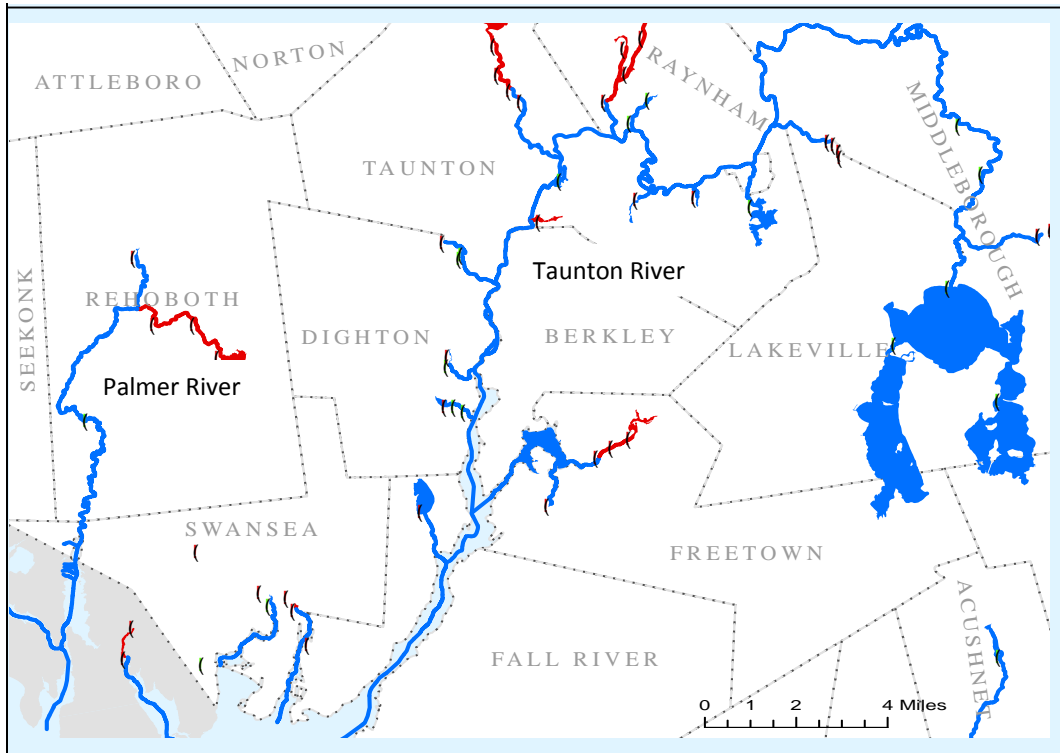 NORTON
ATTLEBORO
RAYNHAM
MIDDLEBOROUGH
TAUNTON
Taunton River
SEEKONK
REHOBOTH
DIGHTON
BERKLEY
LAKEVILLE
Palmer River
SWANSEA
FREETOWN
ACUSHNET
FALL RIVER
0 1 2 4 Miles